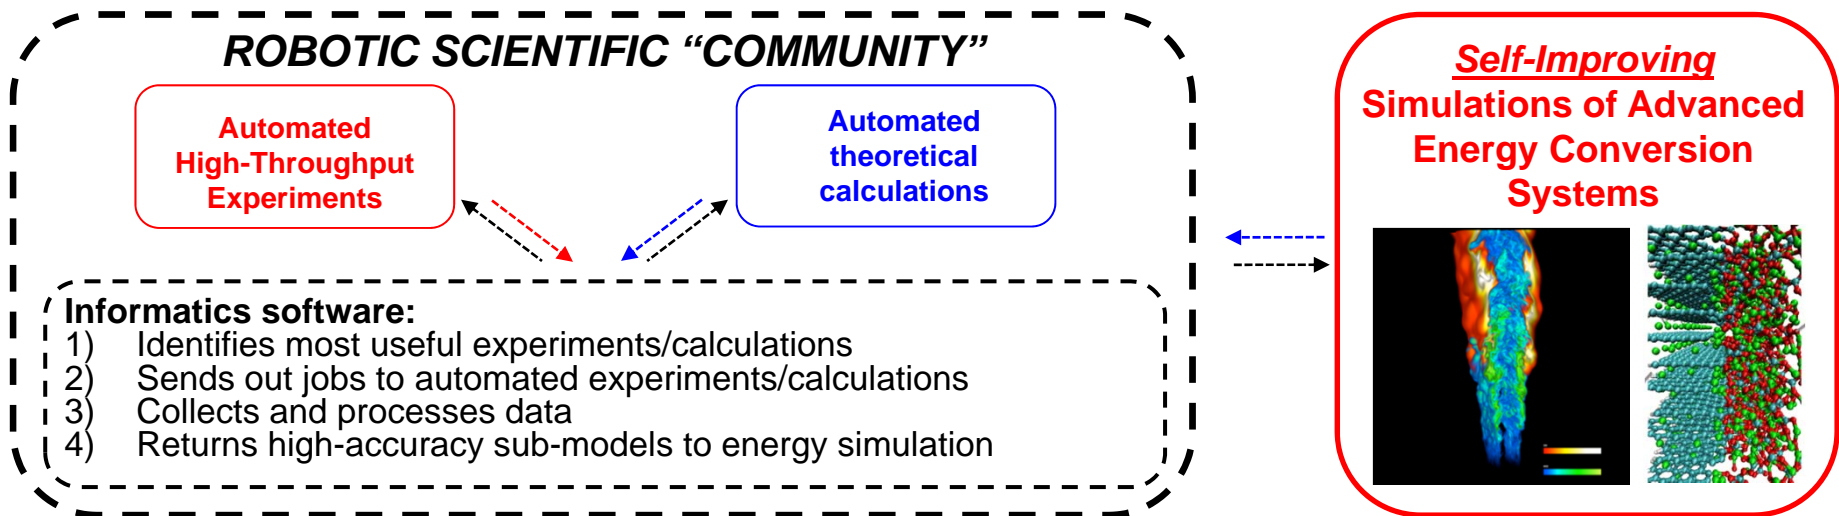 ROBOTIC SCIENTIFIC “COMMUNITY”
Automated
High-Throughput
Experiments
Automated
theoretical
calculations
Informatics software:
1) Identifies most useful experiments/calculations
2) Sends out jobs to automated experiments/calculations
3) Collects and processes data
4) Returns high-accuracy sub-models to energy simulation
Self-Improving
Simulations of Advanced
Energy Conversion
Systems